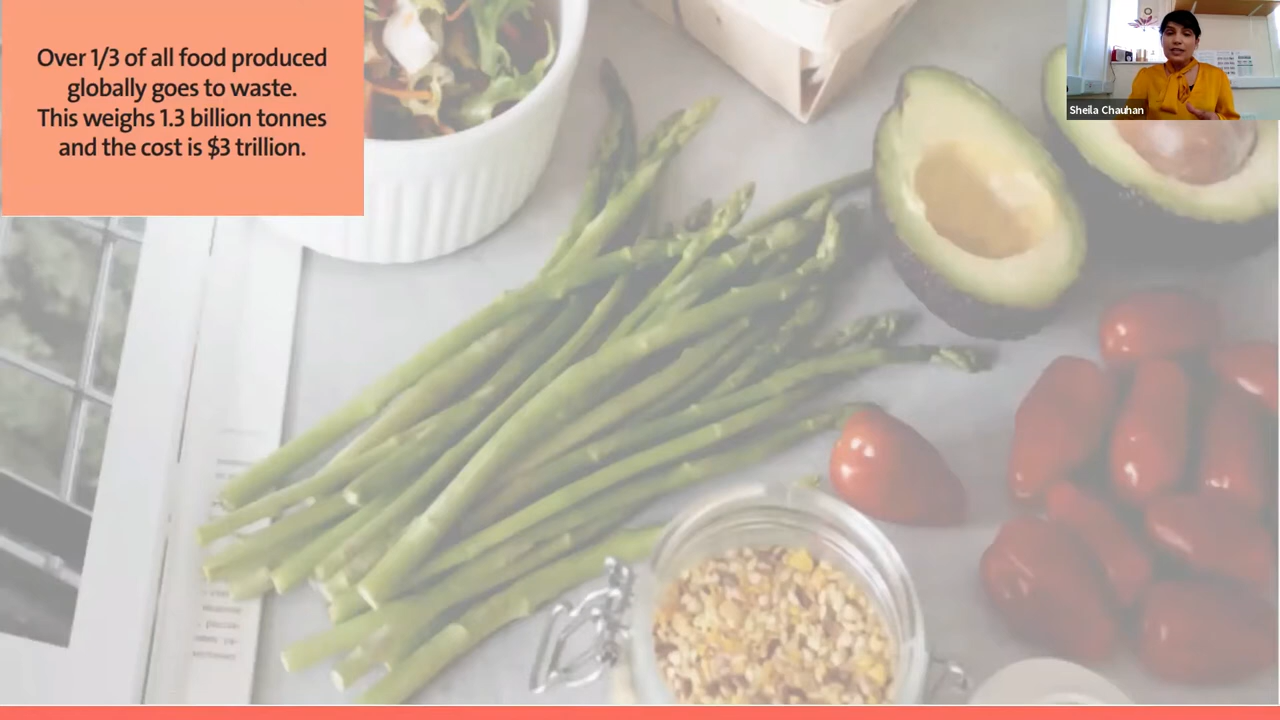 Over 1/3 of all food produced
globally goes to waste.
This weighs 1.3 billion tonnes
and the cost is $3 trillion.
Sheila Chauhan